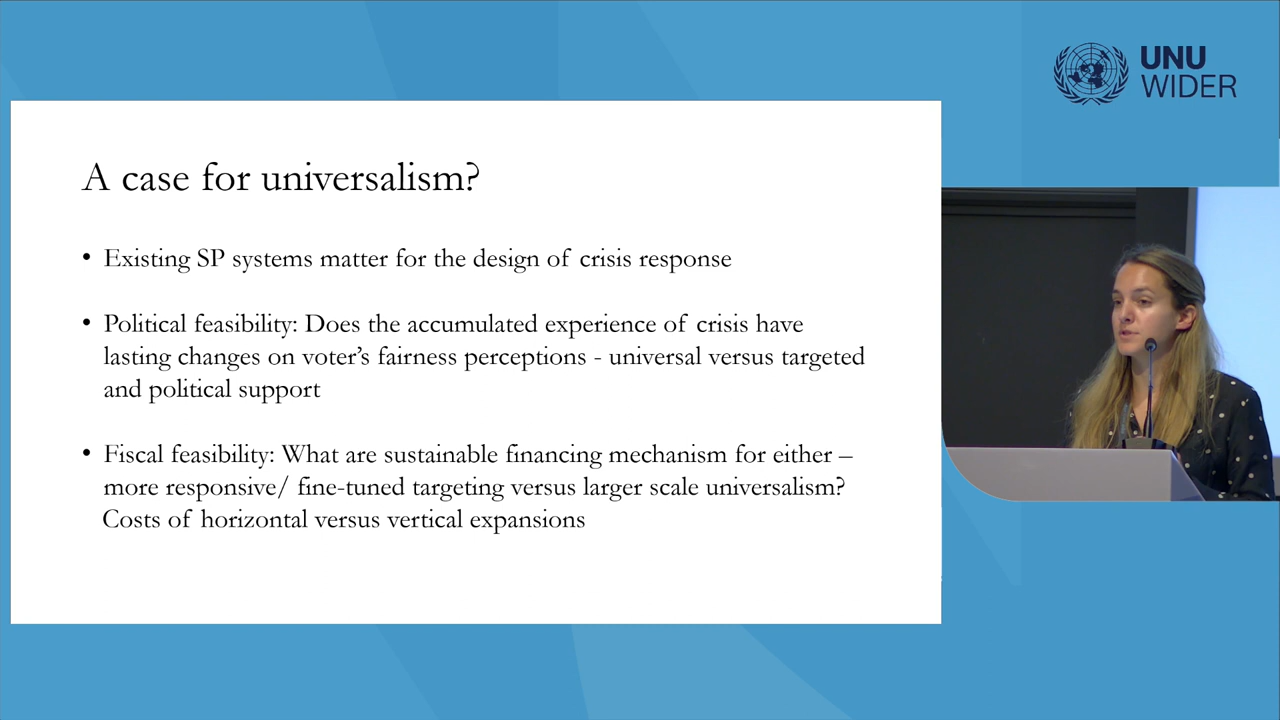 UNU
WIDER
A case for universalism?
• Existing SP systems matter for the design of crisis response
• Political feasibility: Does the accumulated experience of crisis have
lasting changes on voter’s fairness perceptions - universal versus targeted
and political support
• Fiscal feasibility: What are sustainable financing mechanism for either –
more responsive/ fine-tuned targeting versus larger scale universalism?
Costs of horizontal versus vertical expansions